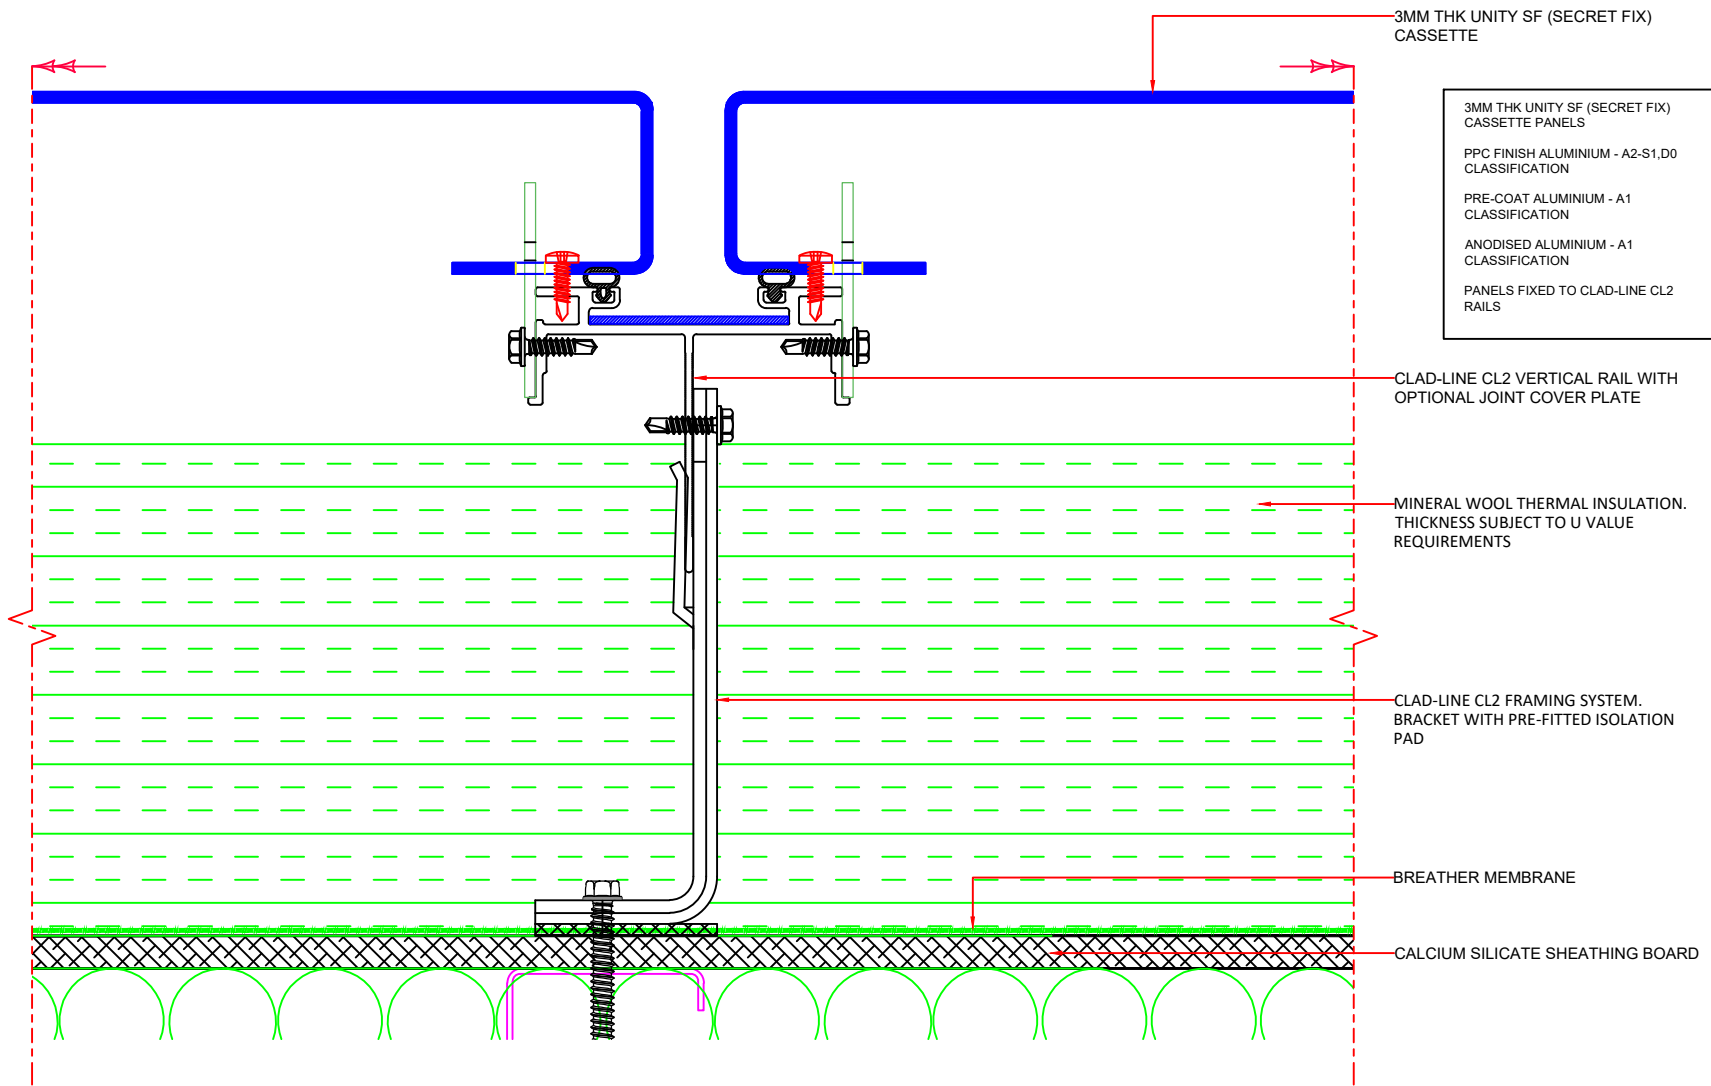 3MM THK UNITY SF (SECRET FIX)
CASSETTE
3MM THK UNITY SF (SECRET FIX)
CASSETTE PANELS
PPC FINISH ALUMINIUM - A2-S1,D0
CLASSIFICATION
PRE-COAT ALUMINIUM - A1
CLASSIFICATION
ANODISED ALUMINIUM - A1
CLASSIFICATION
PANELS FIXED TO CLAD-LINE CL2
RAILS
CLAD-LINE CL2 VERTICAL RAIL WITH
OPTIONAL JOINT COVER PLATE
MINERAL WOOL THERMAL INSULATION.
THICKNESS SUBJECT TO U VALUE
REQUIREMENTS
CLAD-LINE CL2 FRAMING SYSTEM.
BRACKET WITH PRE-FITTED ISOLATION
PAD
BREATHER MEMBRANE
CALCIUM SILICATE SHEATHING BOARD